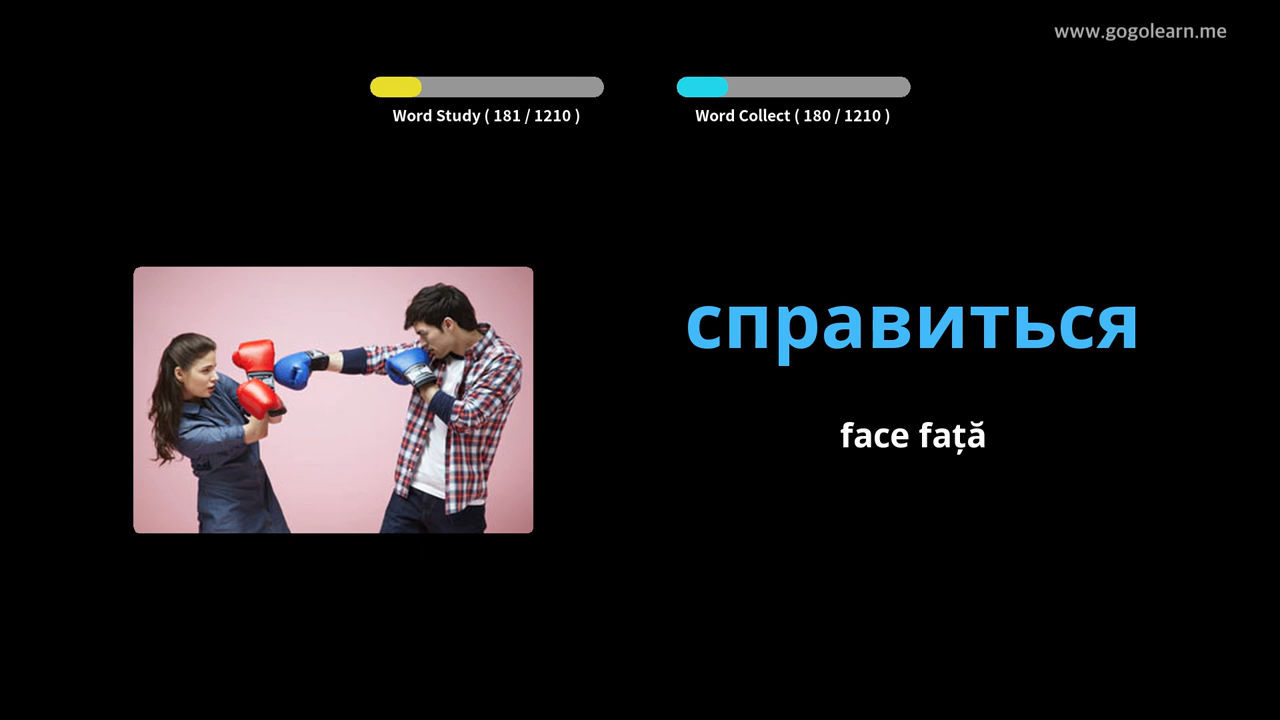 www.gogolearn.me
Word Study ( 181 / 1210 )
Word Collect ( 180 / 1210 )
справиться
face față